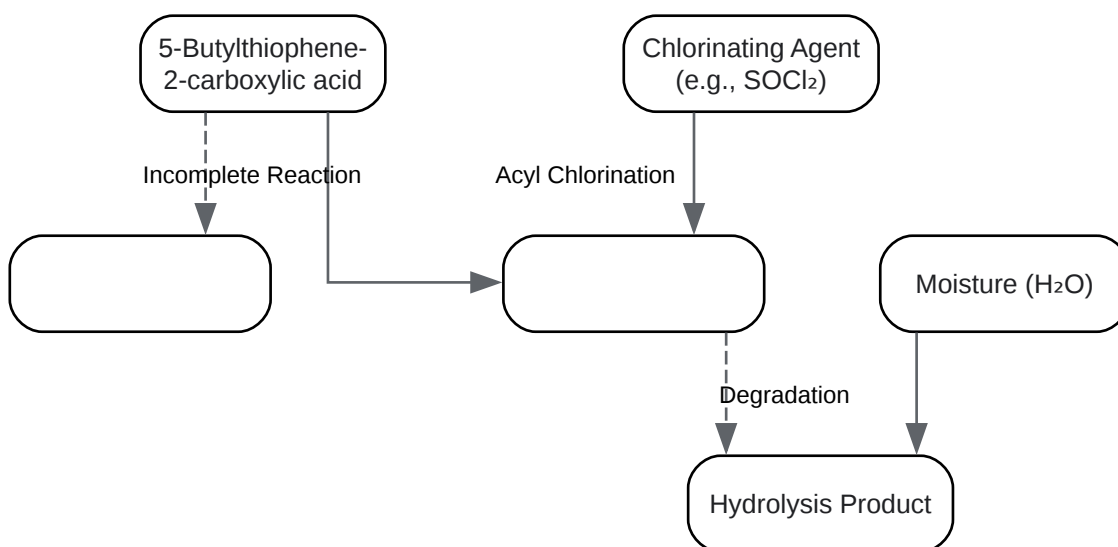 5-Butylthiophene-
2-carboxylic acid
Chlorinating Agent
(e.g., SOCl₂)
Incomplete Reaction
Acyl Chlorination
Moisture (H₂O)
Degradation
Hydrolysis Product